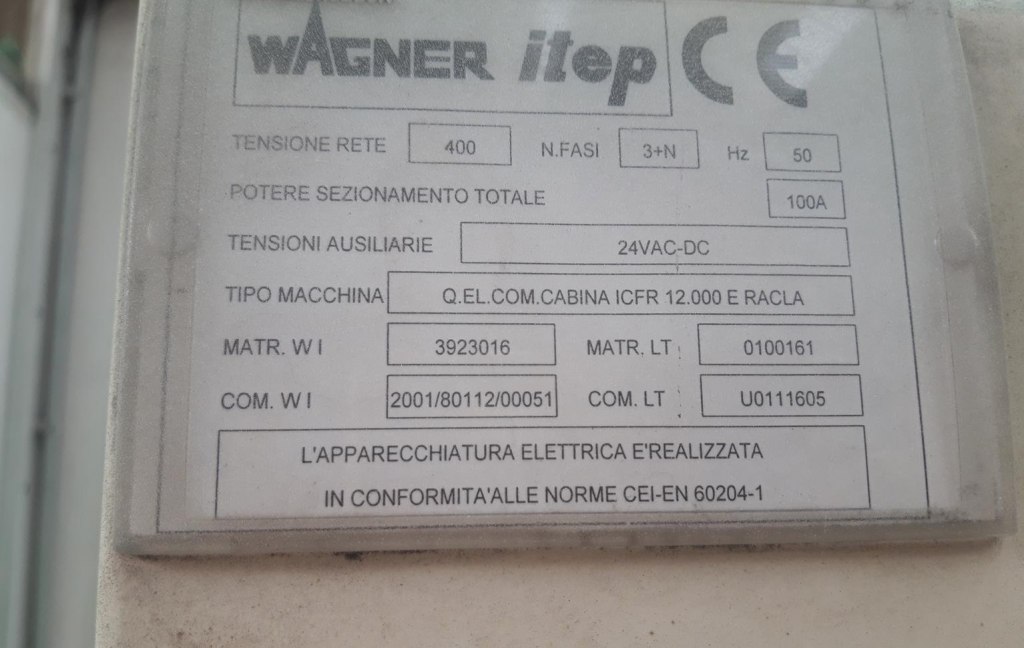 WAGNER itep CE
TENSIONE RETE 400 N.FASI 3+N Hz 50
POTERE SEZIONAMENTO TOTALE 100A
TENSIONI AUSILIARIE 24VAC-DC
TIPO MACCHINA Q.EL.COM.CABINA ICFR 12.000 E RACLA
MATR. W I 3923016 MATR. LT 0100161
COM. W I 2001/80112/00051 COM. LT U0111605
L'APPARECCHIATURA ELETTRICA E'REALIZZATA
IN CONFORMITA'ALLE NORME CEI-EN 60204-1